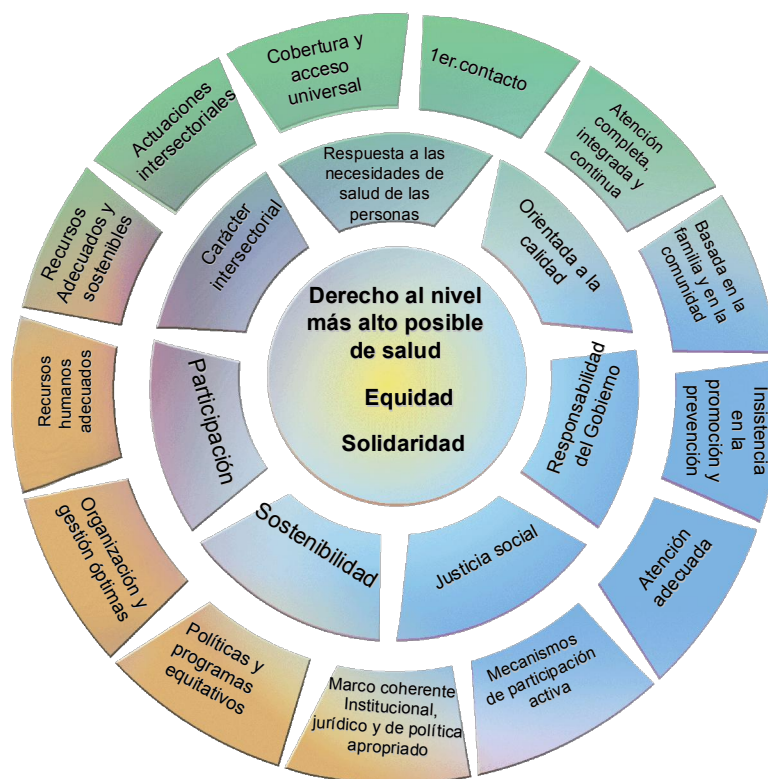 Cobertura y
acceso
universal
1er.contacto
Atención
completa,
integrada y
contínua
Basada en la
familia y en la
comunidad
Insistencia
en la
promoción y
prevención
Atención
adecuada
Mecanismos
de participación
activa
Marco coherente
Institucional,
jurídico y de política
apropriado
Políticas y
programas
equitativos
Organización y
gestión óptimas
Recursos
humanos
adecuados
Recursos
Adecuados y
sostenibles
Actuaciones
intersectoriales
Respuesta a las
necesidades de
salud de las
personas
Orientada a la
calidad
Responsabilidad
del Gobierno
Justicia social
Sostenibilidad
Participación
Carácter
intersectorial
Derecho al nivel
más alto posible
de salud
Equidad
Solidaridad